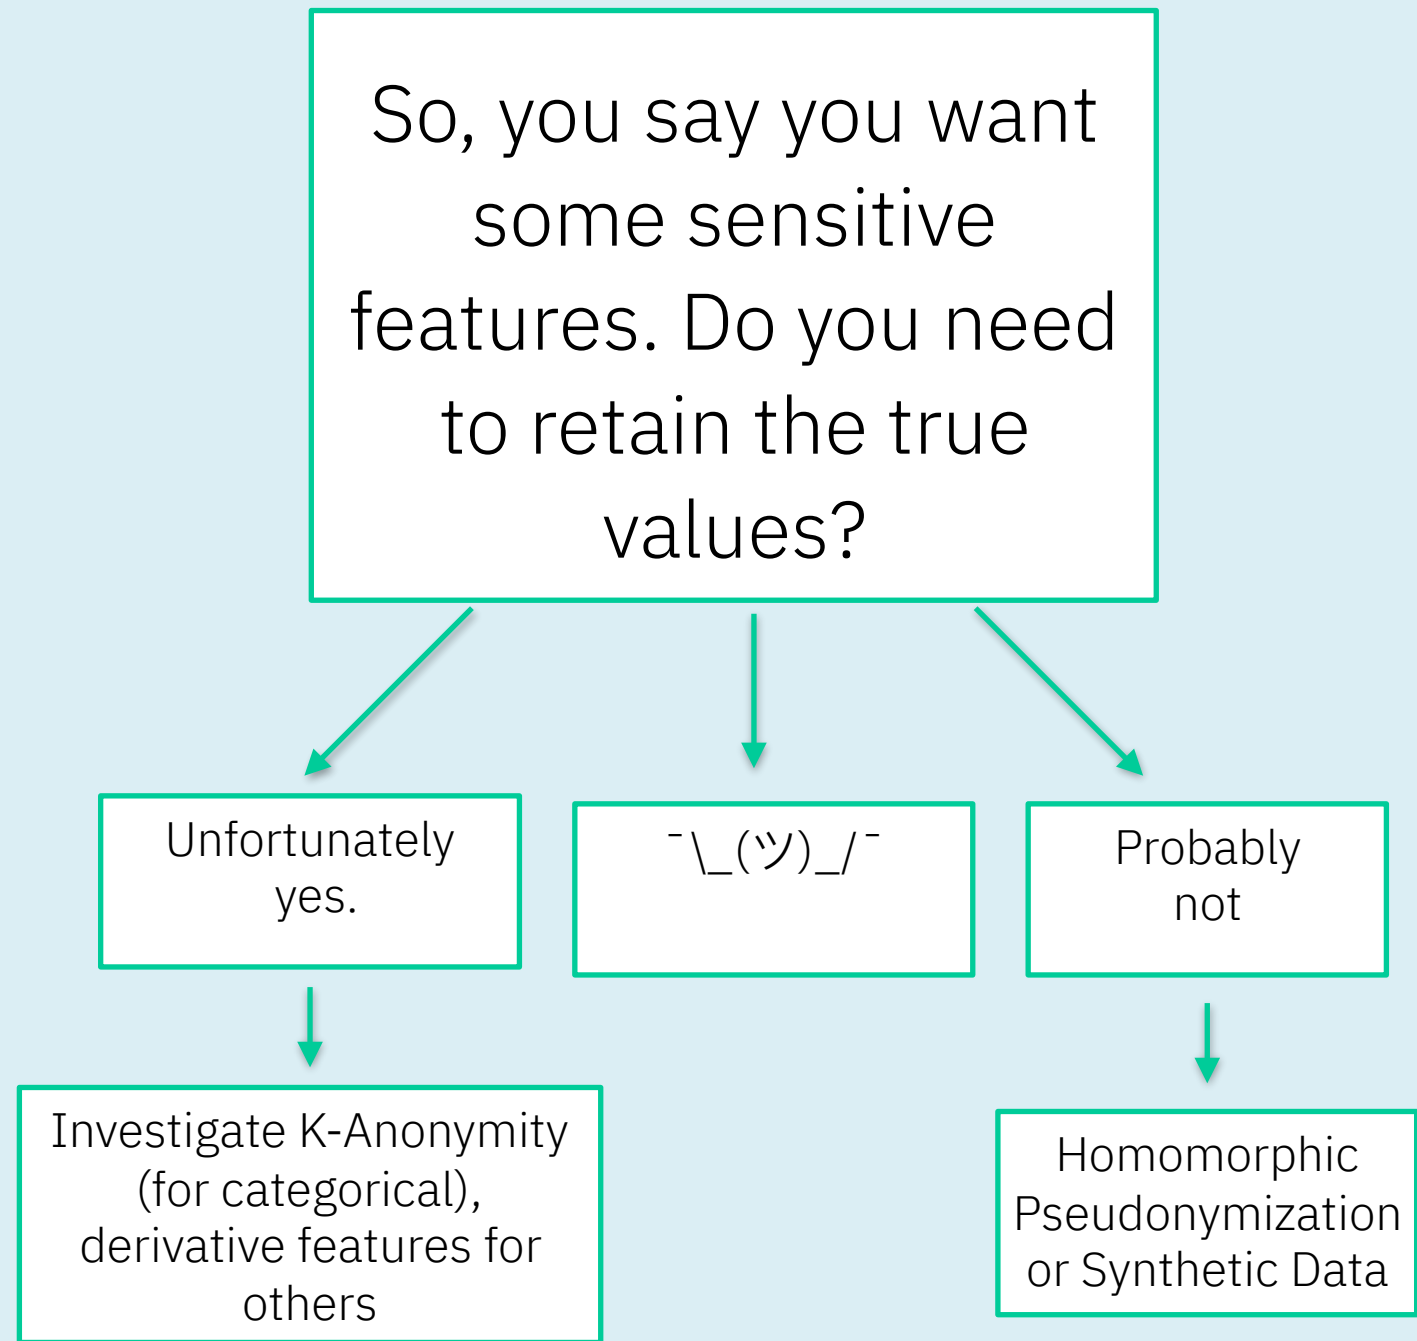 So, you say you want
some sensitive
features. Do you need
to retain the true
values?
Unfortunately
yes.
¯\_(ツ)_/¯
Probably
not
Investigate K-Anonymity
(for categorical),
derivative features for
others
Homomorphic
Pseudonymization
or Synthetic Data